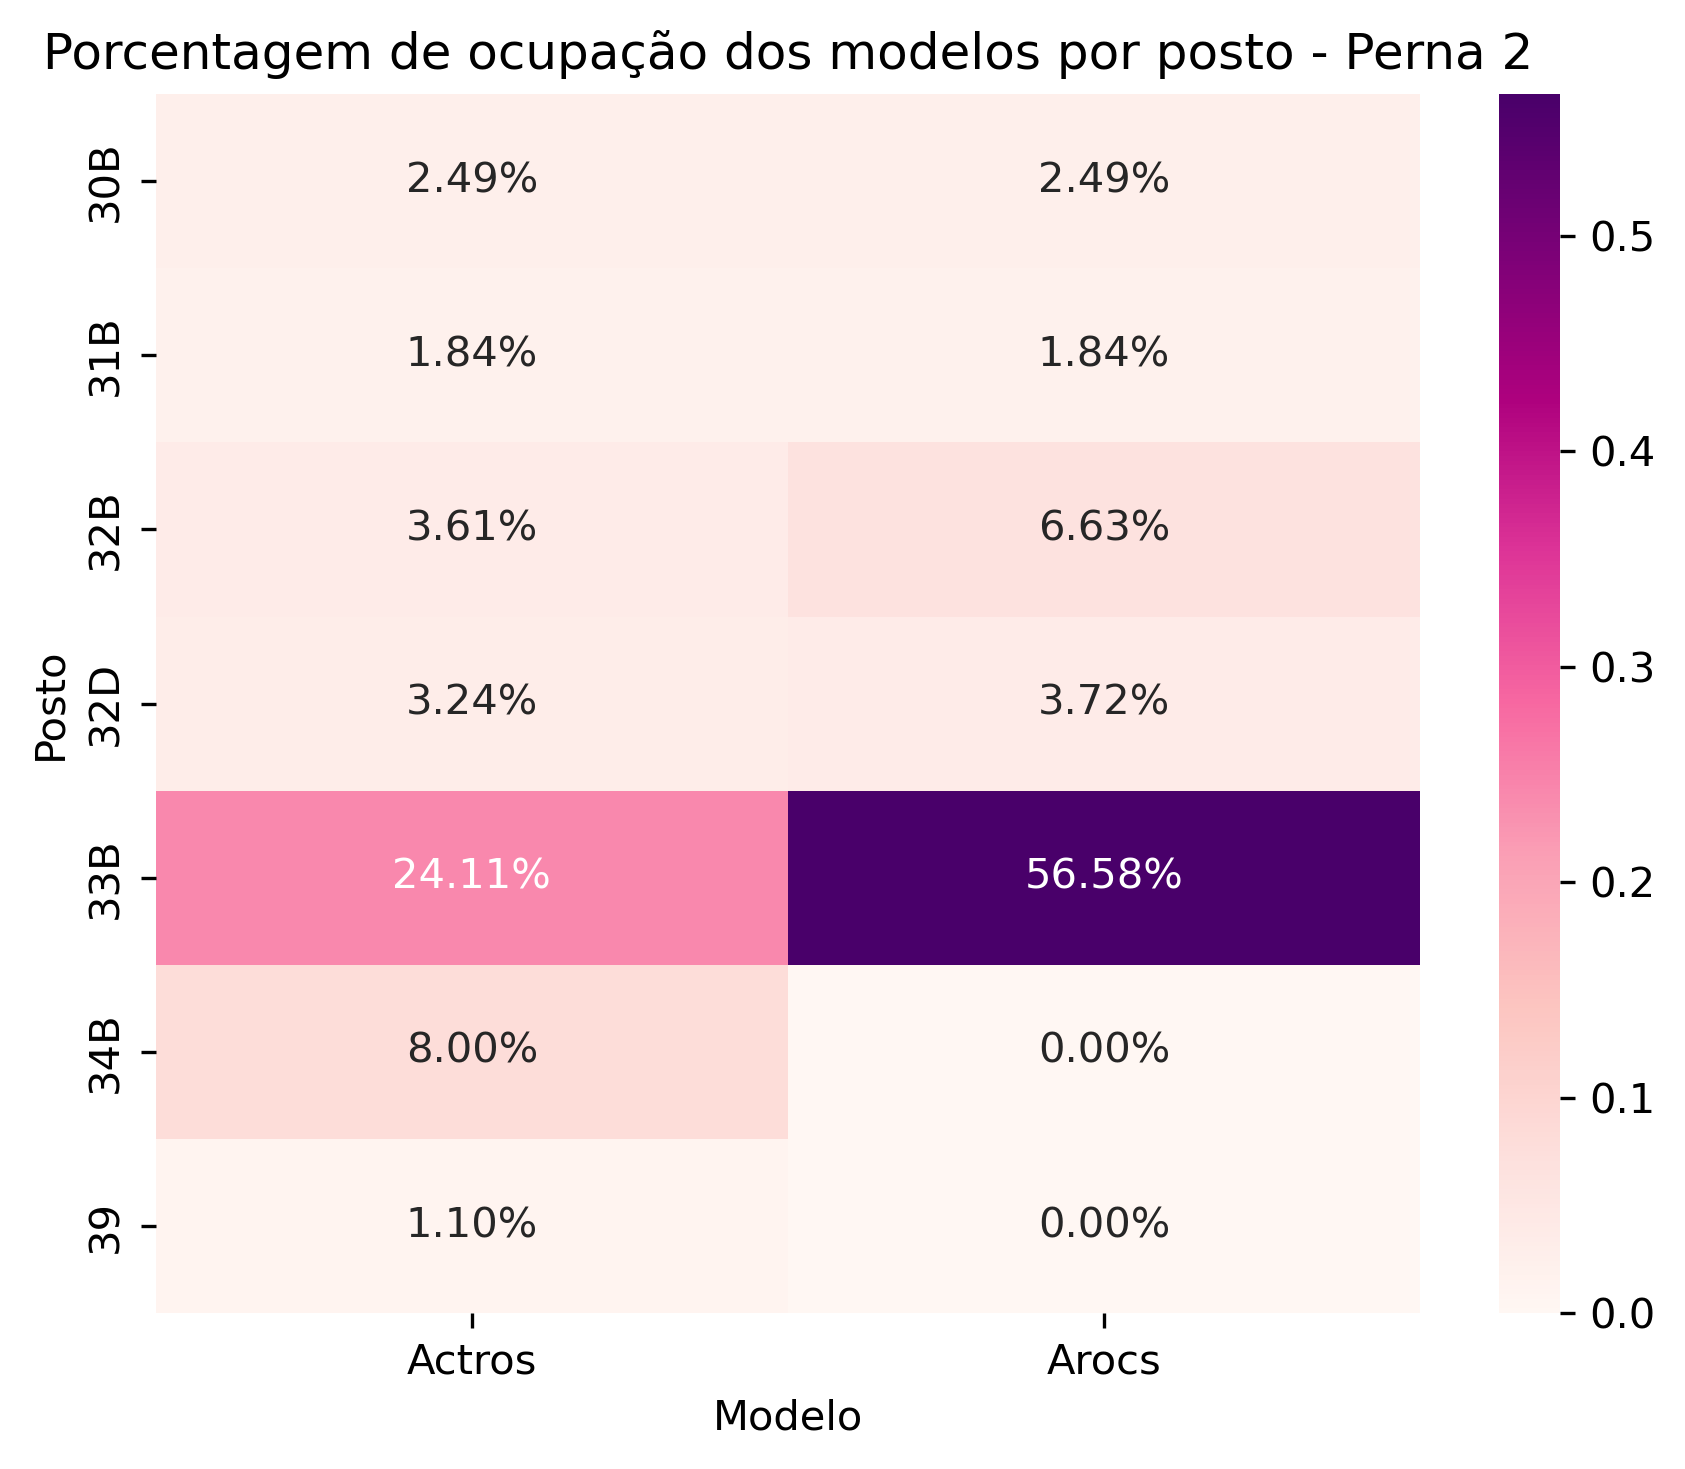 Porcentagem de ocupação dos modelos por posto - Perna 2
30B 2.49% 2.49%
31B 1.84% 1.84%
32B 3.61% 6.63%
32D 3.24% 3.72%
33B 24.11% 56.58%
34B 8.00% 0.00%
39 1.10% 0.00%
Posto
Actros Arocs
Modelo
0.5
0.4
0.3
0.2
0.1
0.0